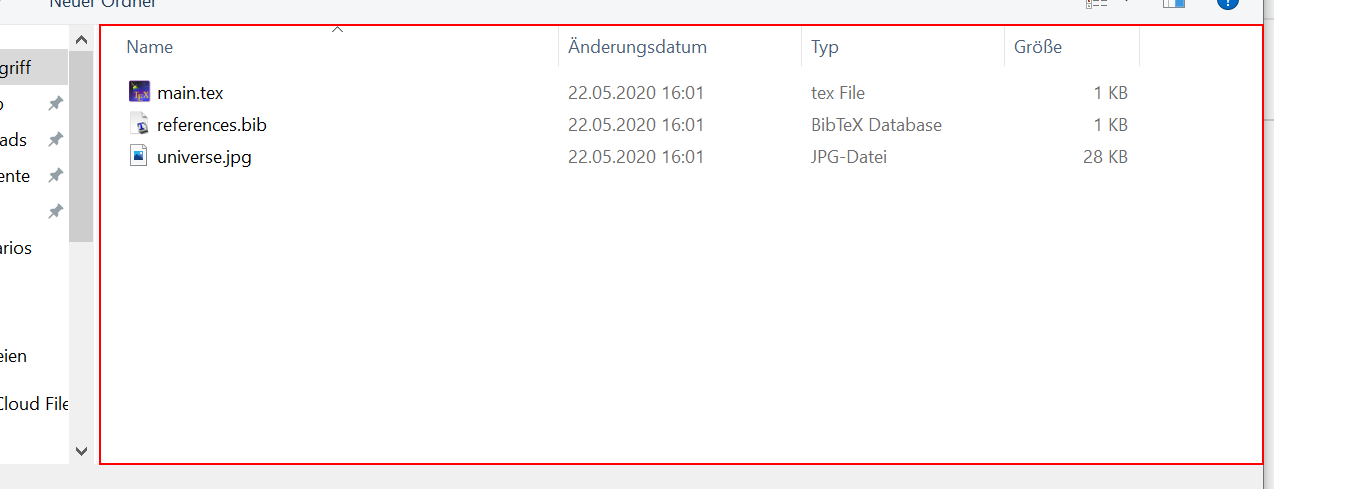 Neuer Ordner
Name Änderungsdatum Typ Größe
griff
main.tex 22.05.2020 16:01 tex File 1 KB
references.bib 22.05.2020 16:01 BibTeX Database 1 KB
ads
universe.jpg 22.05.2020 16:01 JPG-Datei 28 KB
ente
arios
eien
Cloud File